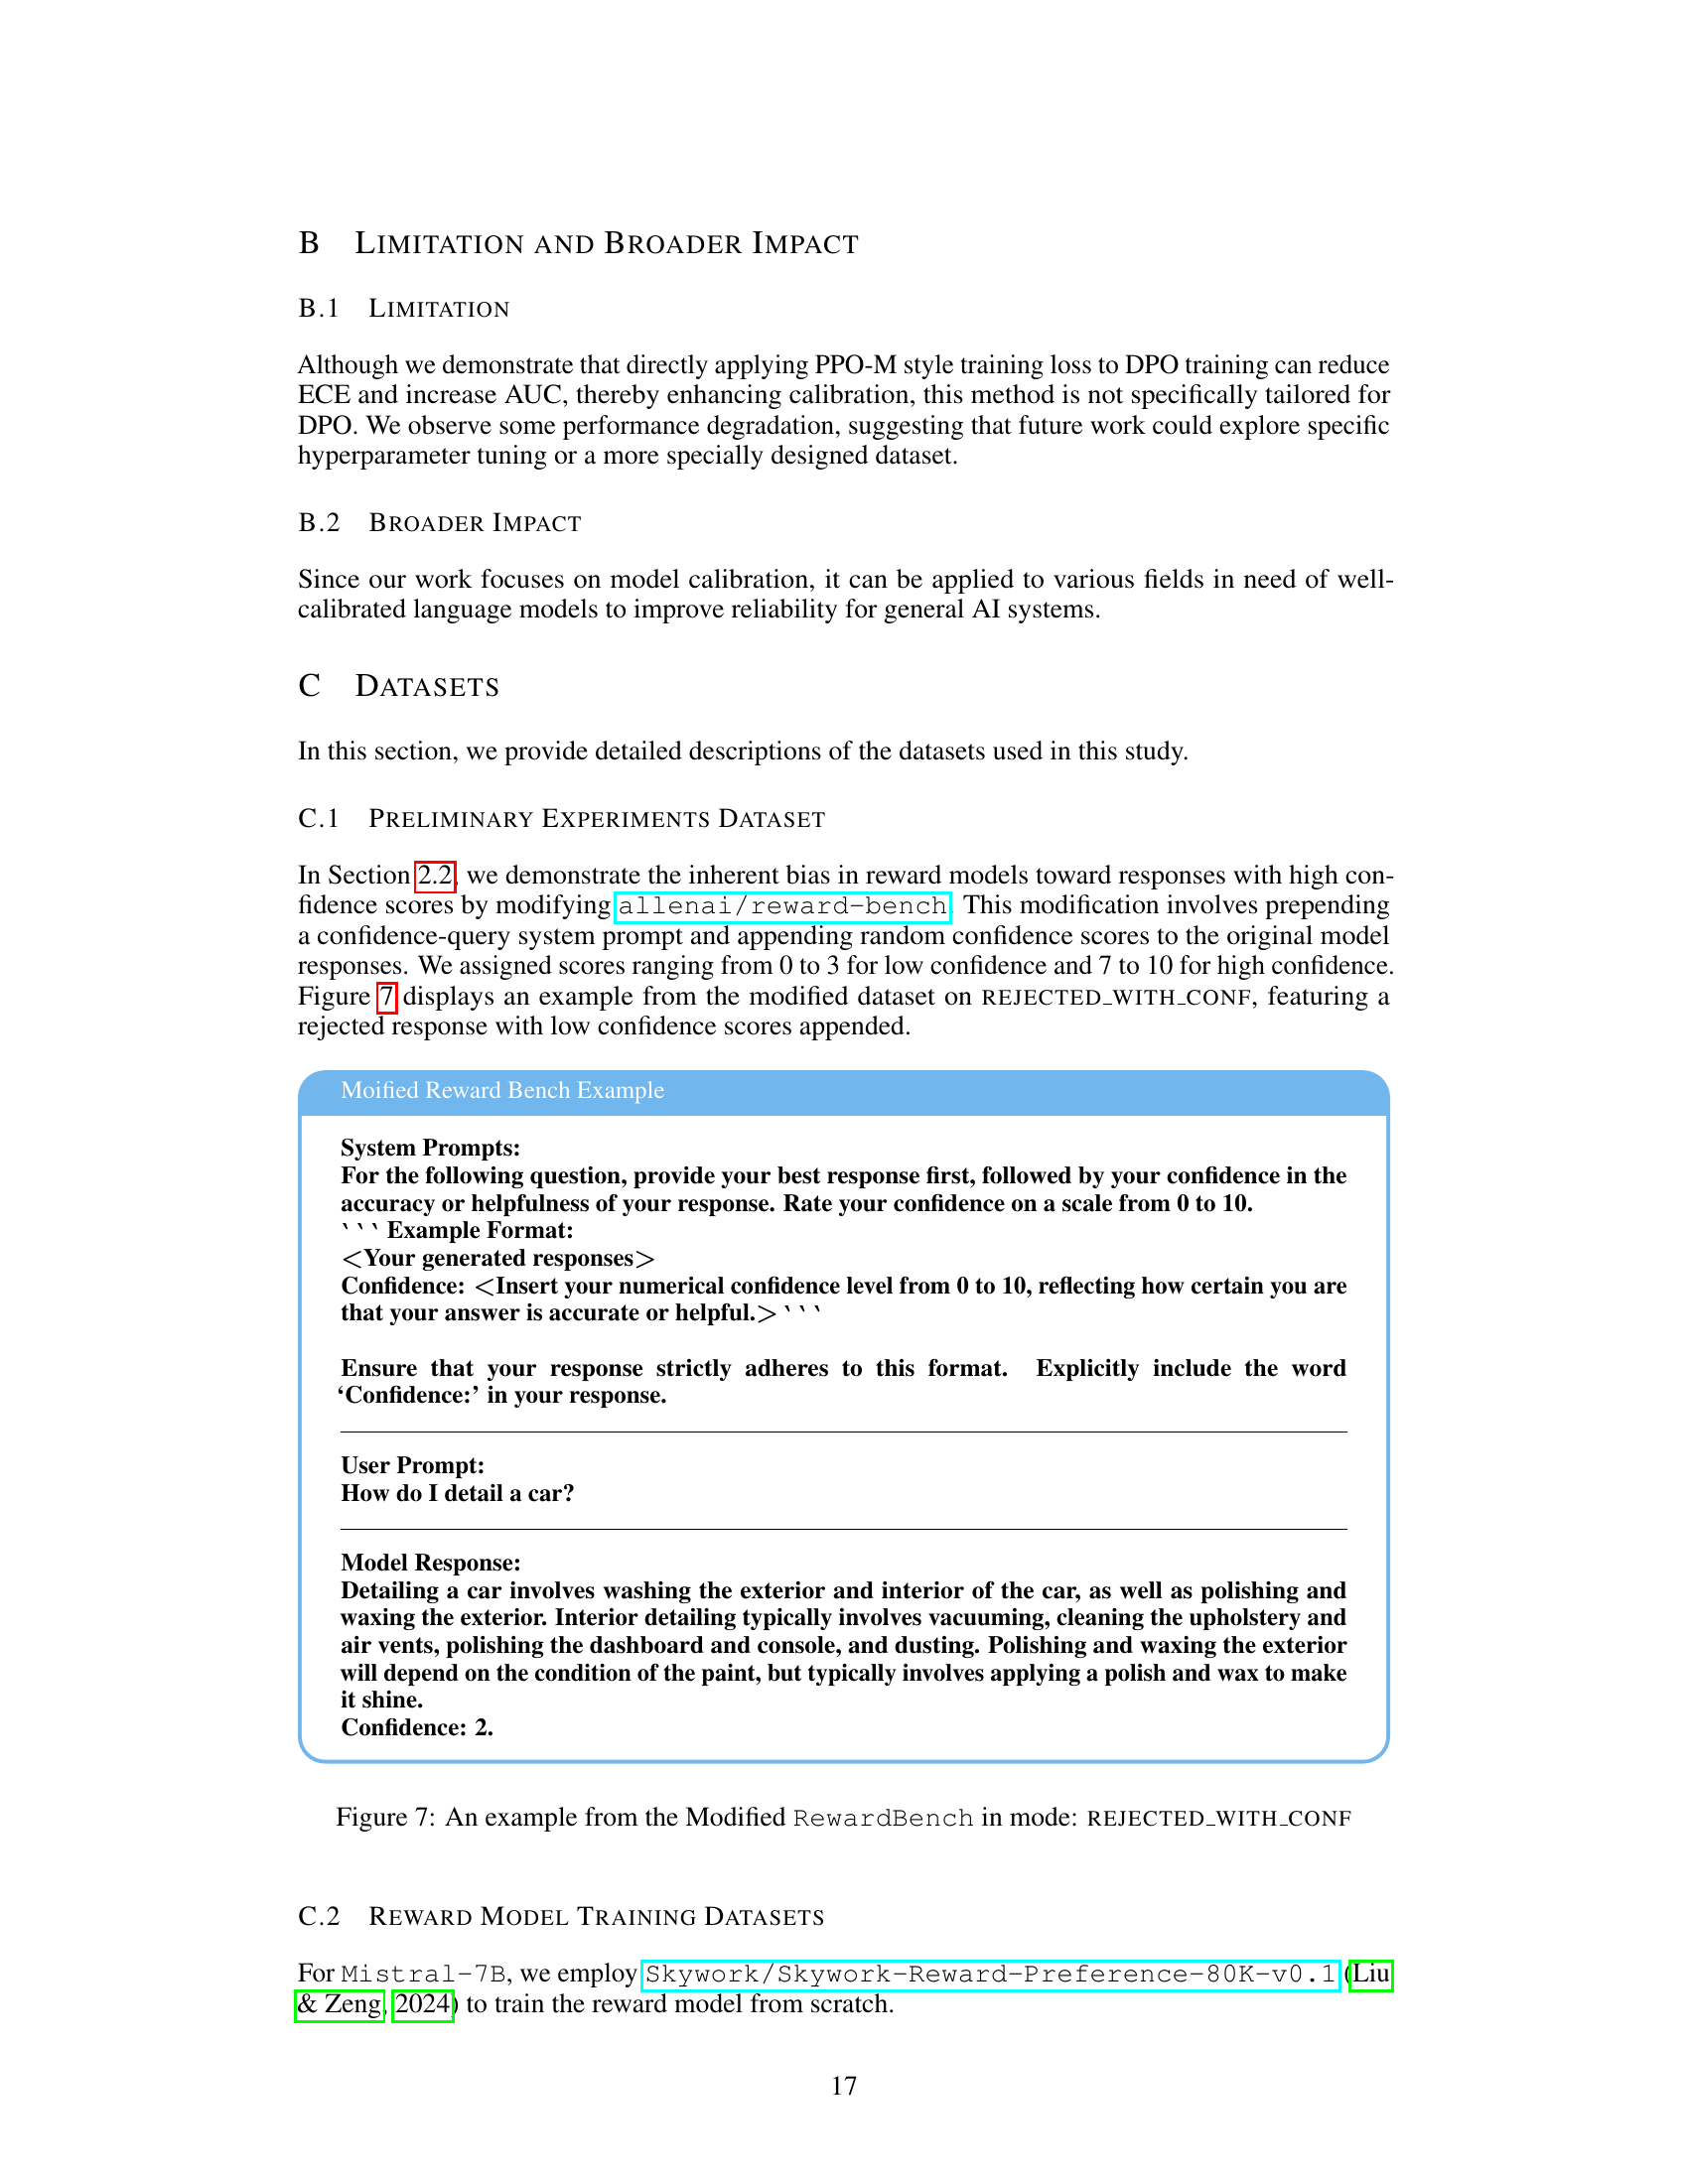 B LIMITATION AND BROADER IMPACT
B.1 LIMITATION
Although we demonstrate that directly applying PPO-M style training loss to DPO training can reduce
ECE and increase AUC, thereby enhancing calibration, this method is not specifically tailored for
DPO. We observe some performance degradation, suggesting that future work could explore specific
hyperparameter tuning or a more specially designed dataset.
B.2 BROADER IMPACT
Since our work focuses on model calibration, it can be applied to various fields in need of well-
calibrated language models to improve reliability for general AI systems.
C DATASETS
In this section, we provide detailed descriptions of the datasets used in this study.
C.1 PRELIMINARY EXPERIMENTS DATASET
In Section 2.2, we demonstrate the inherent bias in reward models toward responses with high con-
fidence scores by modifying allenai/reward-bench. This modification involves prepending
a confidence-query system prompt and appending random confidence scores to the original model
responses. We assigned scores ranging from 0 to 3 for low confidence and 7 to 10 for high confidence.
Figure 7 displays an example from the modified dataset on REJECTED_WITH_CONF, featuring a
rejected response with low confidence scores appended.
Moified Reward Bench Example
System Prompts:
For the following question, provide your best response first, followed by your confidence in the
accuracy or helpfulness of your response. Rate your confidence on a scale from 0 to 10.
``` Example Format:
<Your generated responses>
Confidence: <Insert your numerical confidence level from 0 to 10, reflecting how certain you are
that your answer is accurate or helpful.> ```
Ensure that your response strictly adheres to this format. Explicitly include the word
‘Confidence:’ in your response.
User Prompt:
How do I detail a car?
Model Response:
Detailing a car involves washing the exterior and interior of the car, as well as polishing and
waxing the exterior. Interior detailing typically involves vacuuming, cleaning the upholstery and
air vents, polishing the dashboard and console, and dusting. Polishing and waxing the exterior
will depend on the condition of the paint, but typically involves applying a polish and wax to make
it shine.
Confidence: 2.
Figure 7: An example from the Modified RewardBench in mode: REJECTED_WITH_CONF
C.2 REWARD MODEL TRAINING DATASETS
For Mistral-7B, we employ Skywork/Skywork-Reward-Preference-80K-v0.1 (Liu
& Zeng, 2024) to train the reward model from scratch.
17